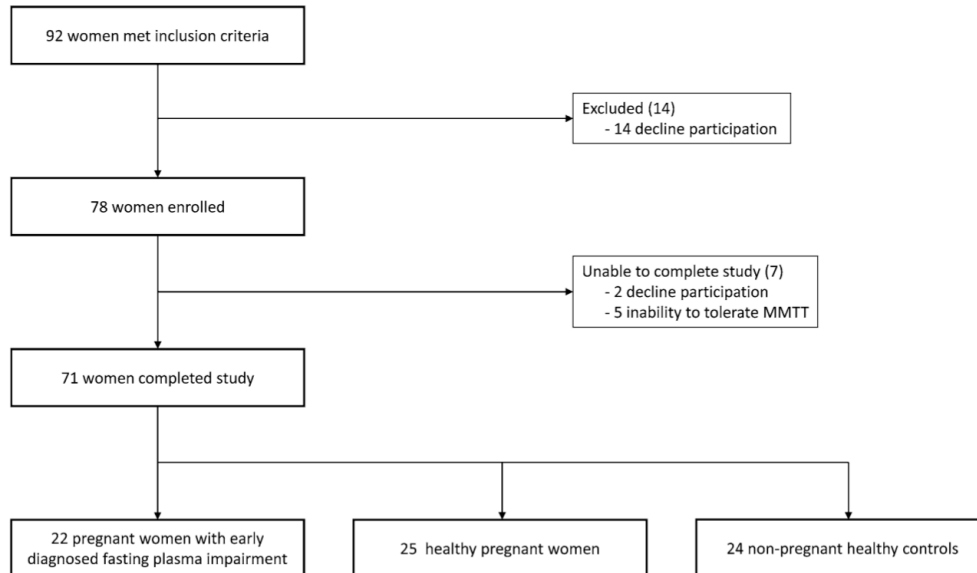 92 women met inclusion criteria
Excluded (14)
- 14 decline participation
78 women enrolled
Unable to complete study (7)
- 2 decline participation
- 5 inability to tolerate MMTT
71 women completed study
22 pregnant women with early
diagnosed fasting plasma impairment
25 healthy pregnant women
24 non-pregnant healthy controls